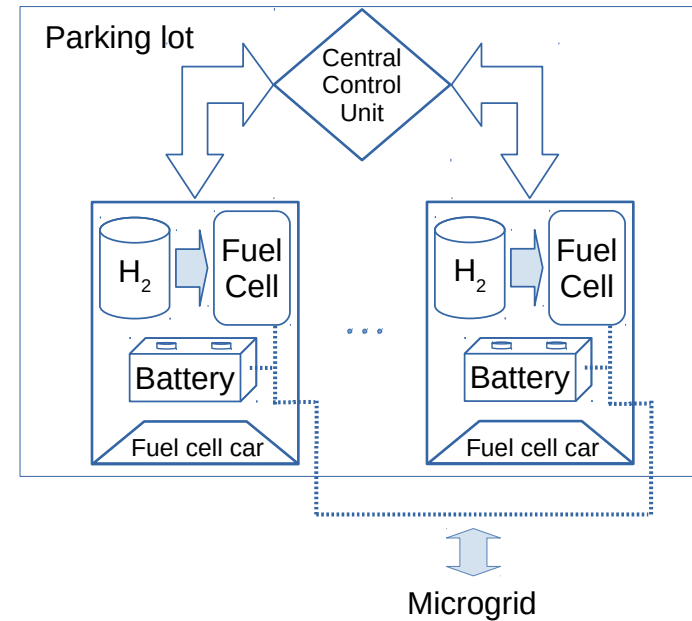 Parking lot
Central
Control
Unit
H₂
Fuel
Cell
Battery
Fuel cell car
...
H₂
Fuel
Cell
Battery
Fuel cell car
Microgrid